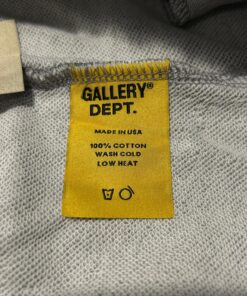 GALLERY®
DEPT.
MADE IN USA
100% COTTON
WASH COLD
LOW HEAT